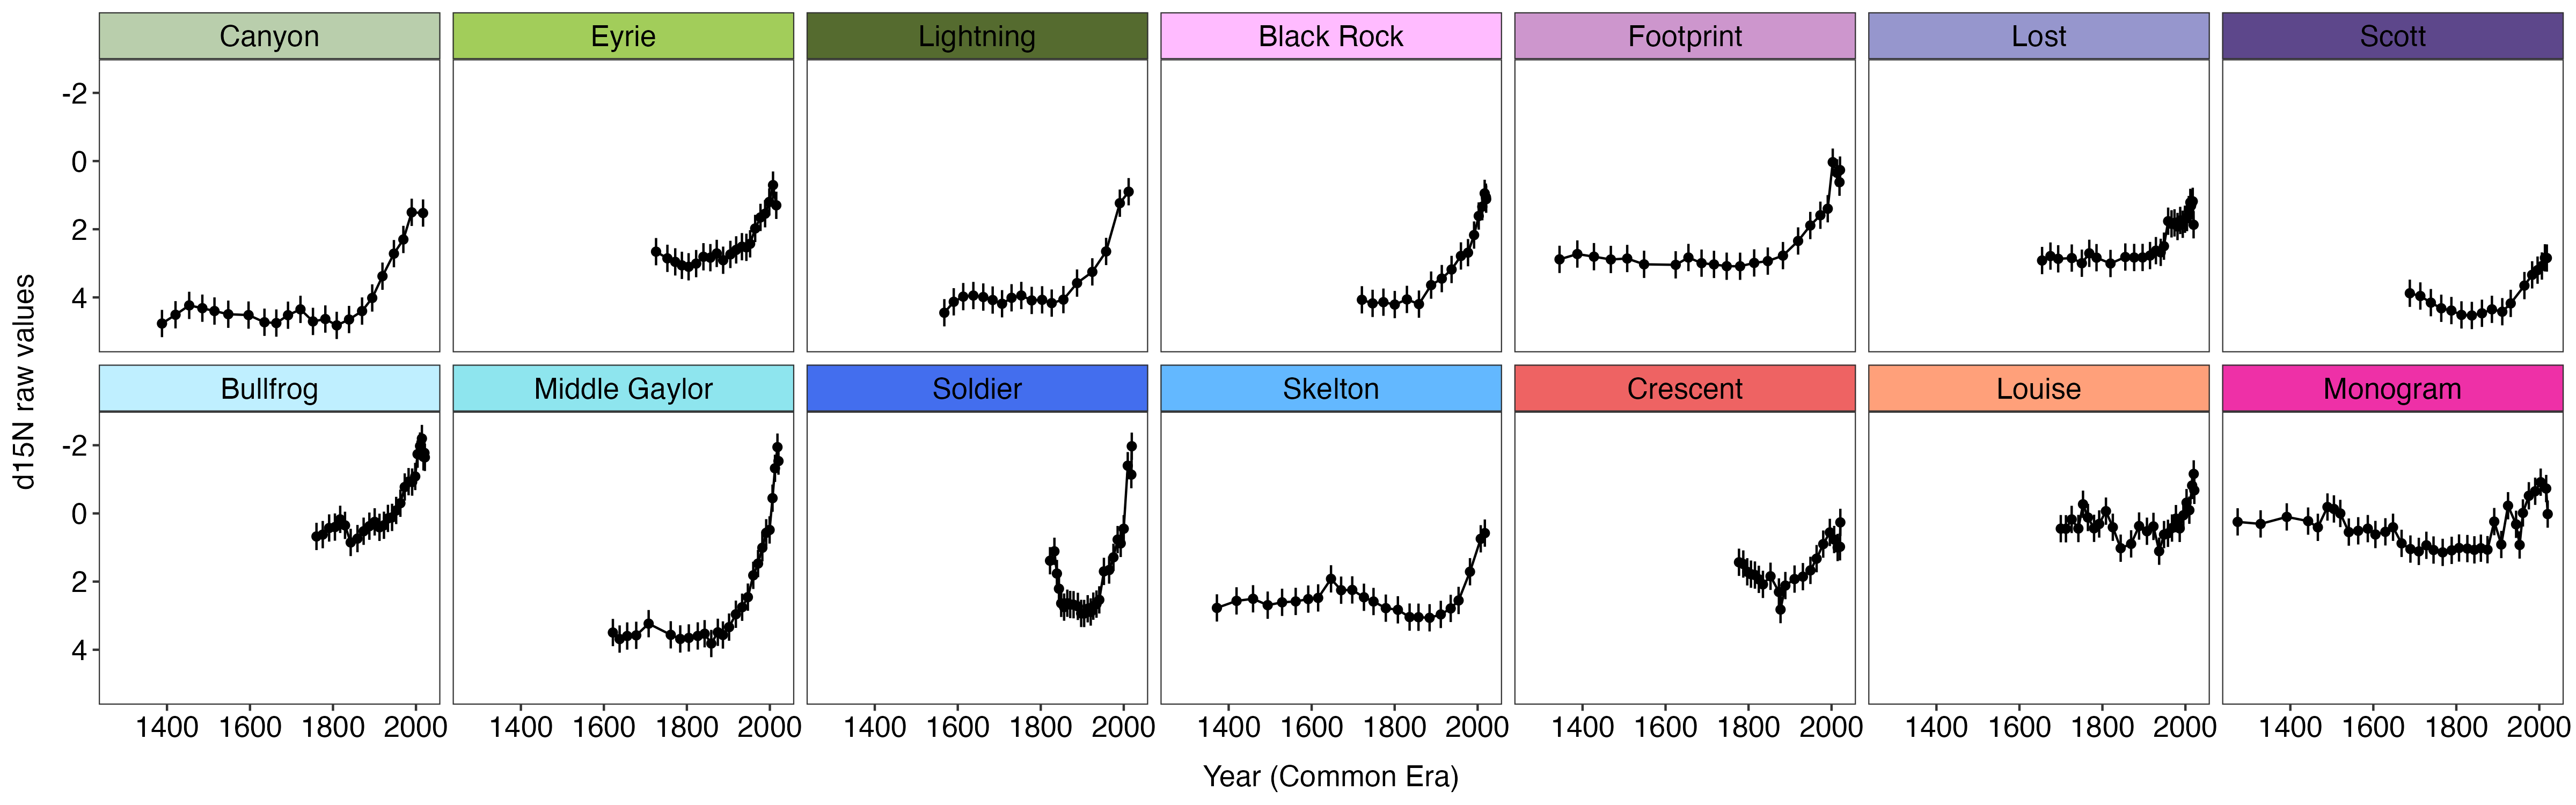 Canyon Eyrie Lightning Black Rock Footprint Lost Scott
-2
0
2
4
d15N raw values
Bullfrog Middle Gaylor Soldier Skelton Crescent Louise Monogram
-2
0
2
4
1400 1600 1800 2000 1400 1600 1800 2000 1400 1600 1800 2000 1400 1600 1800 2000 1400 1600 1800 2000 1400 1600 1800 2000 1400 1600 1800 2000
Year (Common Era)